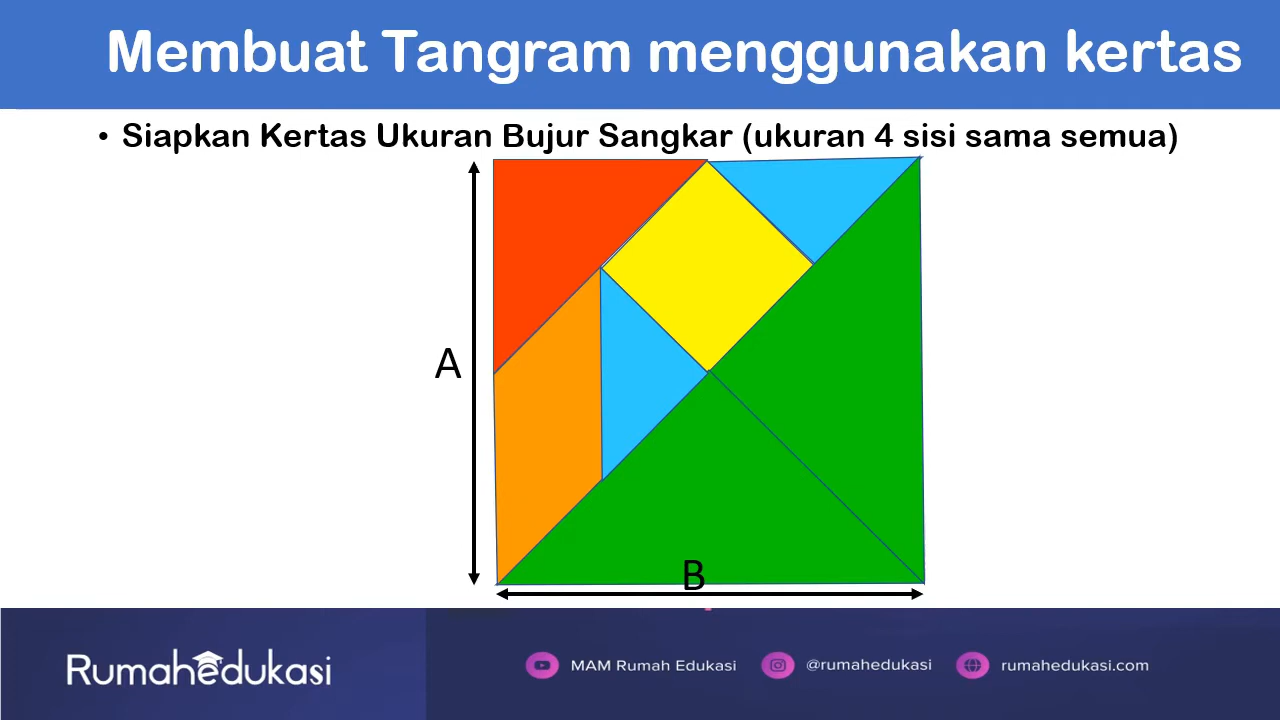 Membuat Tangram menggunakan kertas
• Siapkan Kertas Ukuran Bujur Sangkar (ukuran 4 sisi sama semua)
A
B
Rumahedukasi
MAM Rumah Edukasi
@rumahedukasi
rumahedukasi.com